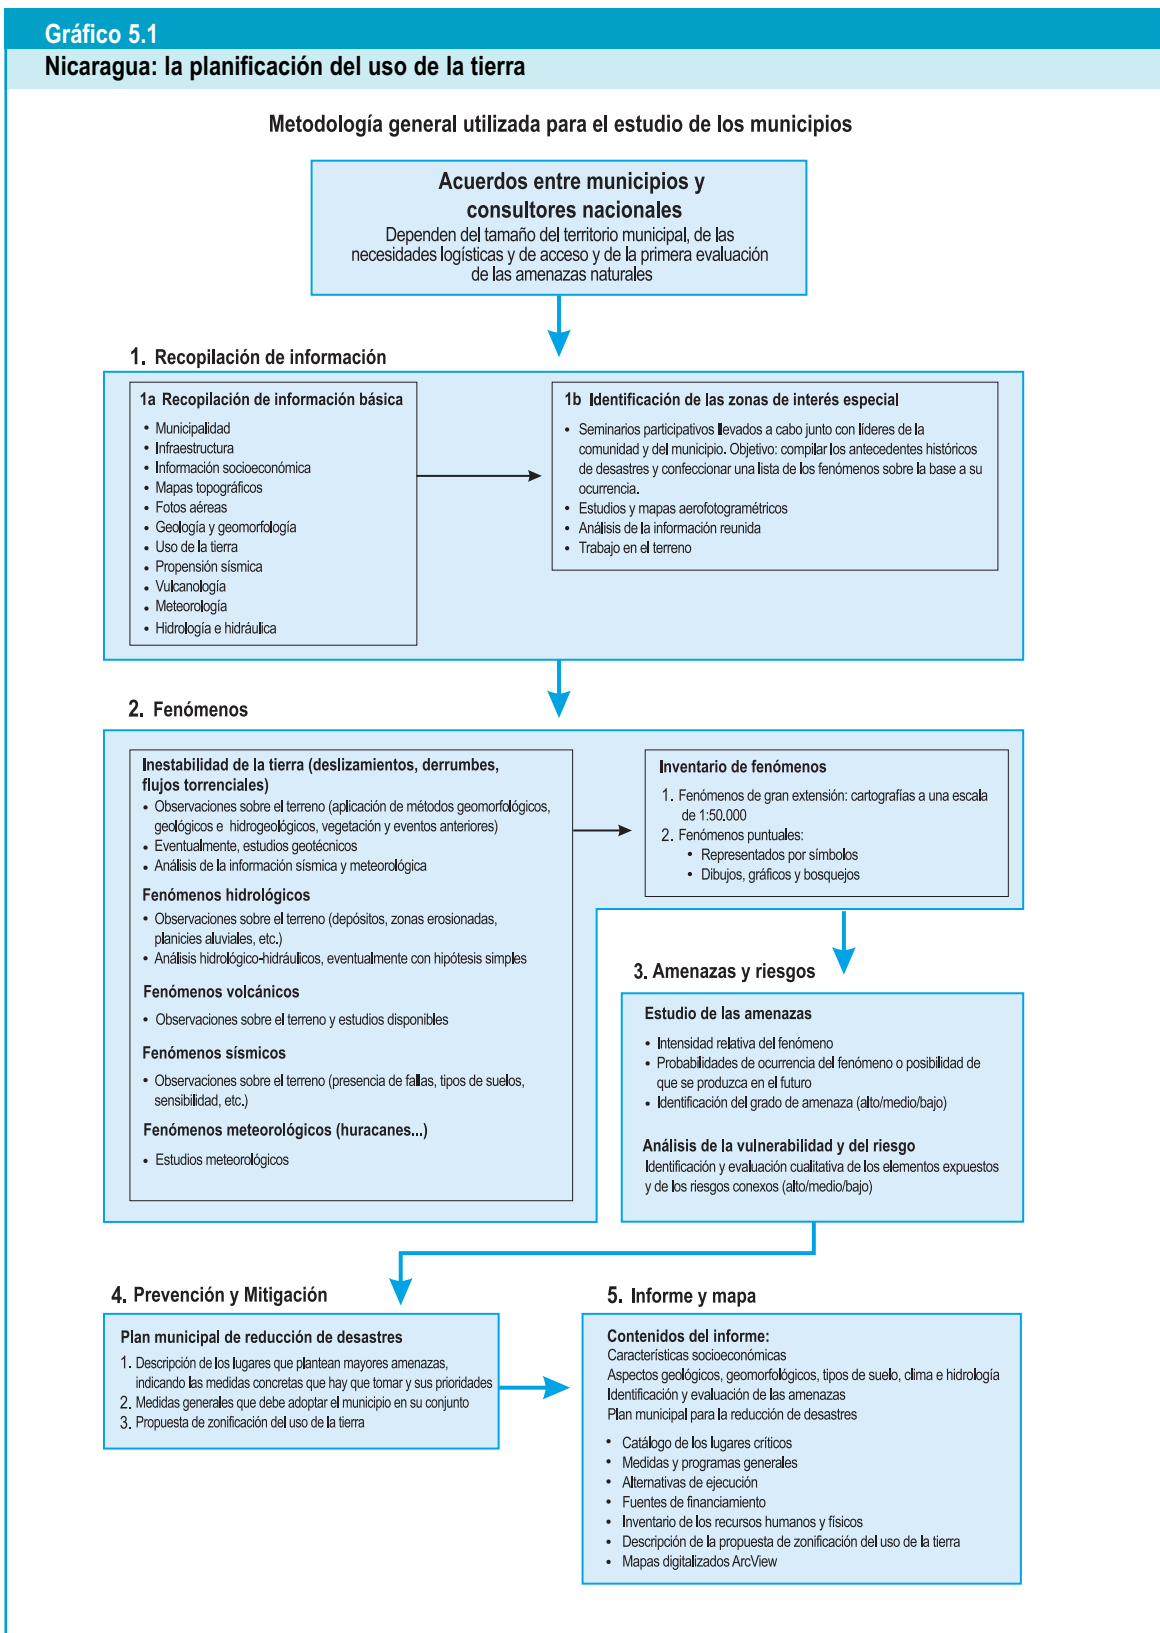 Gráfico 5.1
Nicaragua: la planificación del uso de la tierra
Metodología general utilizada para el estudio de los municipios
Acuerdos entre municipios y
consultores nacionales
Dependen del tamaño del territorio municipal, de las
necesidades logísticas y de acceso y de la primera evaluación
de las amenazas naturales
1. Recopilación de información
1a Recopilación de información básica
• Municipalidad
• Infraestructura
• Información socioeconómica
• Mapas topográficos
• Fotos aéreas
• Geología y geomorfología
• Uso de la tierra
• Propensión sísmica
• Vulcanología
• Meteorología
• Hidrología e hidráulica
1b Identificación de las zonas de interés especial
• Seminarios participativos llevados a cabo junto con líderes de la
comunidad y del municipio. Objetivo: compilar los antecedentes históricos
de desastres y confeccionar una lista de los fenómenos sobre la base a su
ocurrencia.
• Estudios y mapas aerofotogramétricos
• Análisis de la información reunida
• Trabajo en el terreno
2. Fenómenos
Inestabilidad de la tierra (deslizamientos, derrumbes,
flujos torrenciales)
• Observaciones sobre el terreno (aplicación de métodos geomorfológicos,
geológicos e hidrogeológicos, vegetación y eventos anteriores)
• Eventualmente, estudios geotécnicos
• Análisis de la información sísmica y meteorológica
Fenómenos hidrológicos
• Observaciones sobre el terreno (depósitos, zonas erosionadas,
planicies aluviales, etc.)
• Análisis hidrológico-hidráulicos, eventualmente con hipótesis simples
Fenómenos volcánicos
• Observaciones sobre el terreno y estudios disponibles
Fenómenos sísmicos
• Observaciones sobre el terreno (presencia de fallas, tipos de suelos,
sensibilidad, etc.)
Fenómenos meteorológicos (huracanes...)
• Estudios meteorológicos
Inventario de fenómenos
1. Fenómenos de gran extensión: cartografías a una escala
de 1:50.000
2. Fenómenos puntuales:
• Representados por símbolos
• Dibujos, gráficos y bosquejos
3. Amenazas y riesgos
Estudio de las amenazas
• Intensidad relativa del fenómeno
• Probabilidades de ocurrencia del fenómeno o posibilidad de
que se produzca en el futuro
• Identificación del grado de amenaza (alto/medio/bajo)
Análisis de la vulnerabilidad y del riesgo
Identificación y evaluación cualitativa de los elementos expuestos
y de los riesgos conexos (alto/medio/bajo)
4. Prevención y Mitigación
Plan municipal de reducción de desastres
1. Descripción de los lugares que plantean mayores amenazas,
indicando las medidas concretas que hay que tomar y sus prioridades
2. Medidas generales que debe adoptar el municipio en su conjunto
3. Propuesta de zonificación del uso de la tierra
5. Informe y mapa
Contenidos del informe:
Características socioeconómicas
Aspectos geológicos, geomorfológicos, tipos de suelo, clima e hidrología
Identificación y evaluación de las amenazas
Plan municipal para la reducción de desastres
• Catálogo de los lugares críticos
• Medidas y programas generales
• Alternativas de ejecución
• Fuentes de financiamiento
• Inventario de los recursos humanos y físicos
• Descripción de la propuesta de zonificación del uso de la tierra
• Mapas digitalizados ArcView